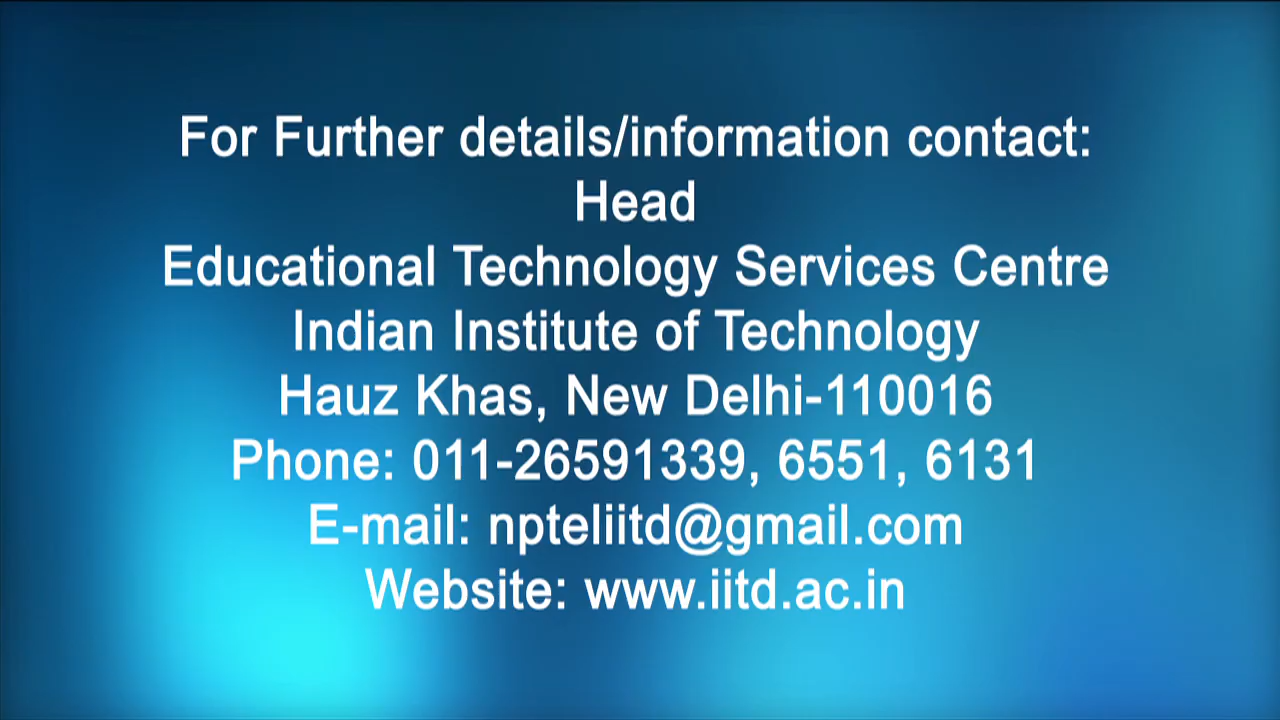 For Further details/information contact:
Head
Educational Technology Services Centre
Indian Institute of Technology
Hauz Khas, New Delhi-110016
Phone: 011-26591339, 6551, 6131
E-mail: npteliitd@gmail.com
Website: www.iitd.ac.in